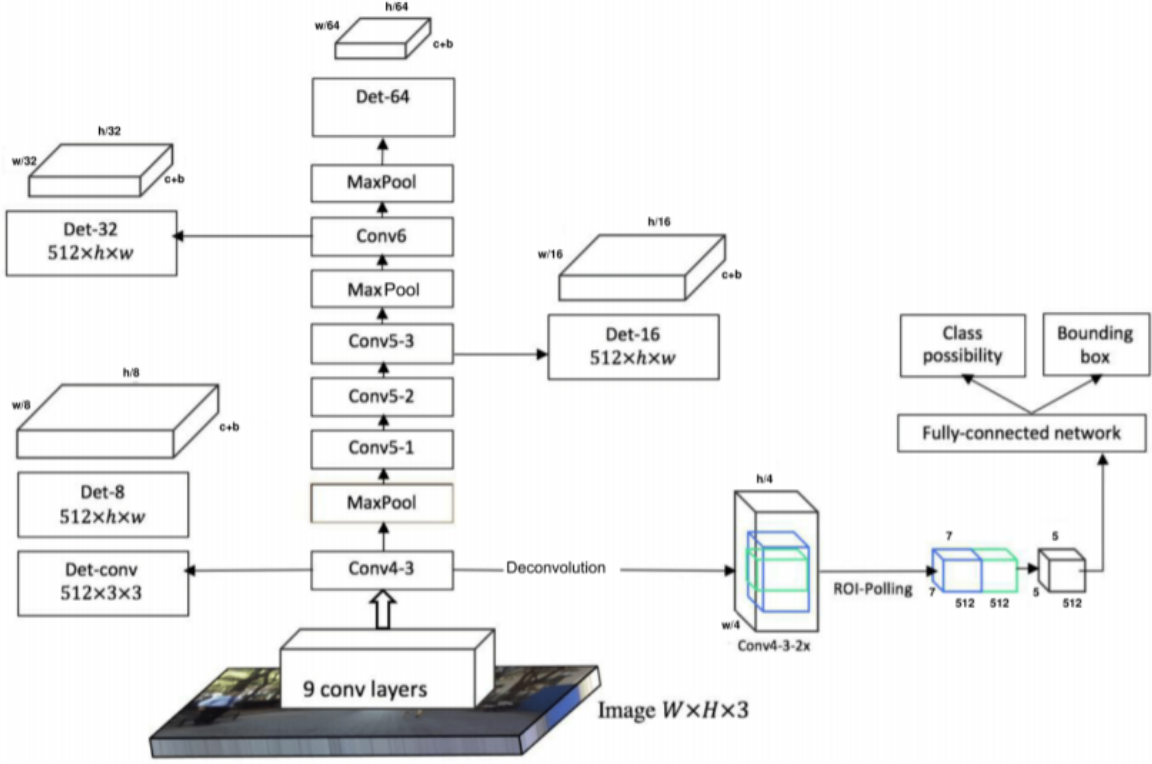 h/64
w/64
c+b
Det-64
h/32
w/32
c+b
MaxPool
Det-32
512×h×w
Conv6
h/16
w/16
c+b
MaxPool
Conv5-3
Det-16
512×h×w
Class
possibility
Bounding
box
h/8
w/8
c+b
Conv5-2
Conv5-1
Fully-connected network
Det-8
512×h×w
MaxPool
h/4
Det-conv
512×3×3
Conv4-3
Deconvolution
w/4
Conv4-3-2x
ROI-Polling
7
7
512
512
5
5
512
9 conv layers
Image W×H×3